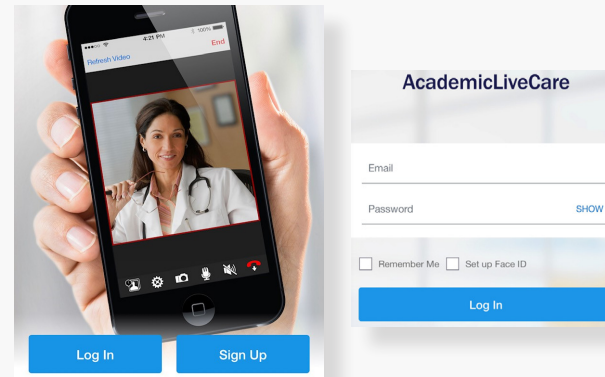 4:21 PM
100%
Refresh Video
End
Log In
Sign Up
AcademicLiveCare
Email
Password
SHOW
Remember Me
Set up Face ID
Log In